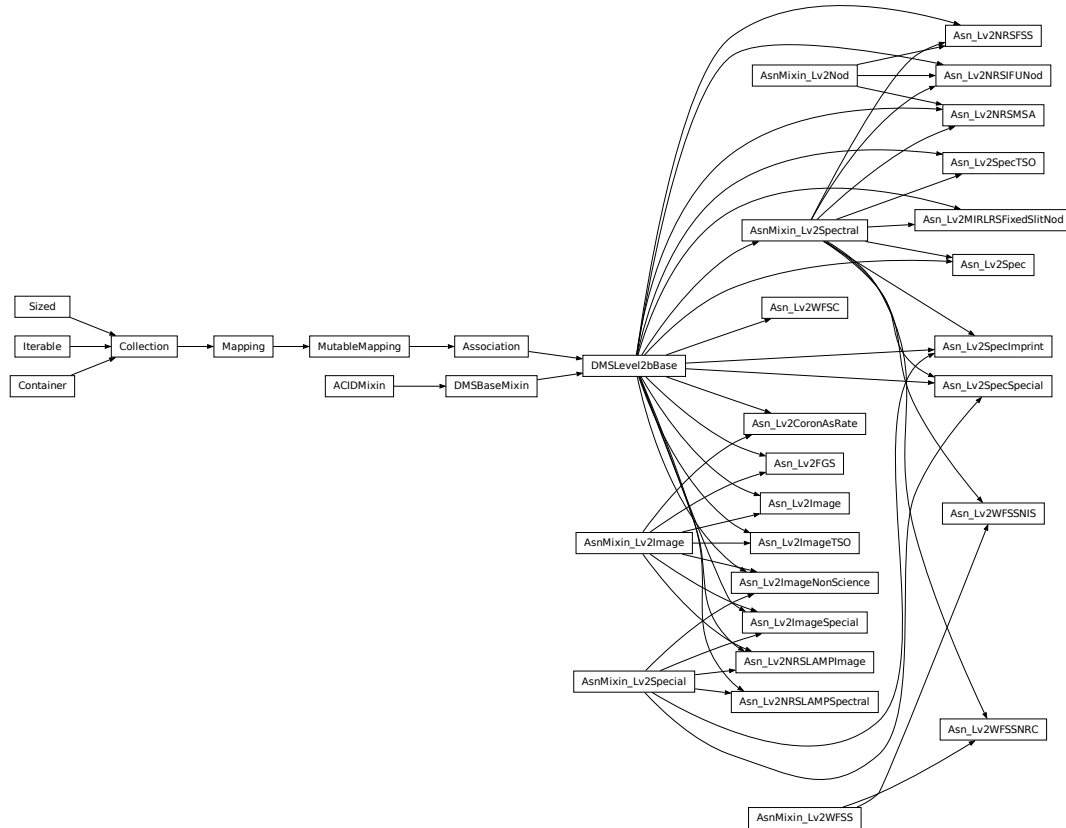 Asn_Lv2NRSFSS
AsnMixin_Lv2Nod
Asn_Lv2NRSIFUNod
Asn_Lv2NRSMSA
Asn_Lv2SpecTSO
Asn_Lv2MIRLRSFixedSlitNod
AsnMixin_Lv2Spectral
Asn_Lv2Spec
Sized
Asn_Lv2WFSC
Iterable
Collection
Mapping
MutableMapping
Association
Asn_Lv2SpecImprint
DMSLevel2bBase
Container
ACIDMixin
DMSBaseMixin
Asn_Lv2SpecSpecial
Asn_Lv2CoronAsRate
Asn_Lv2FGS
Asn_Lv2Image
Asn_Lv2WFSSNIS
AsnMixin_Lv2Image
Asn_Lv2ImageTSO
Asn_Lv2ImageNonScience
Asn_Lv2ImageSpecial
Asn_Lv2NRSLAMPImage
AsnMixin_Lv2Special
Asn_Lv2NRSLAMPSpectral
Asn_Lv2WFSSNRC
AsnMixin_Lv2WFSS